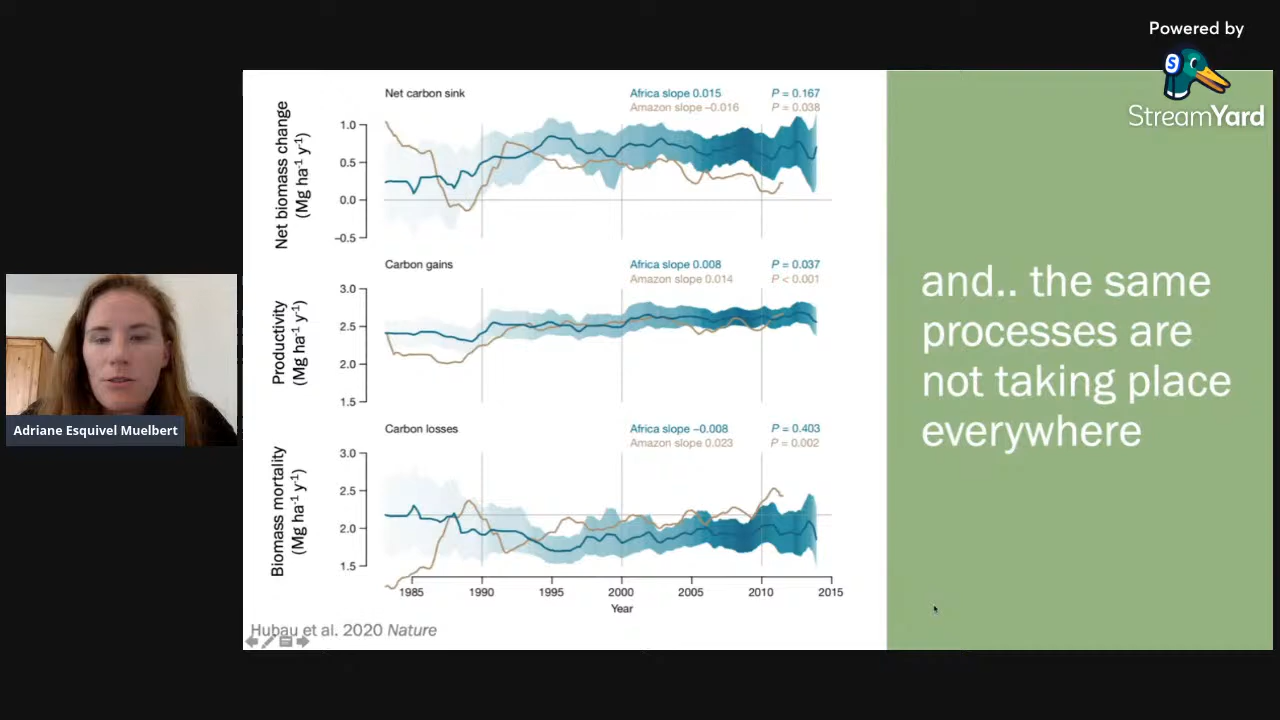 Powered by
StreamYard
Net carbon sink
Africa slope 0.015
P = 0.167
Amazon slope −0.016
P = 0.038
Net biomass change
(Mg ha-1 y-1)
1.0
0.5
0.0
−0.5
Carbon gains
Africa slope 0.008
P = 0.037
Amazon slope 0.014
P < 0.001
Productivity
(Mg ha-1 y-1)
3.0
2.5
2.0
1.5
Carbon losses
Africa slope −0.008
P = 0.403
Amazon slope 0.023
P = 0.002
Biomass mortality
(Mg ha-1 y-1)
3.0
2.5
2.0
1.5
1985 1990 1995 2000 2005 2010 2015
Year
Hubau et al. 2020 Nature
and.. the same
processes are
not taking place
everywhere
Adriane Esquivel Muelbert